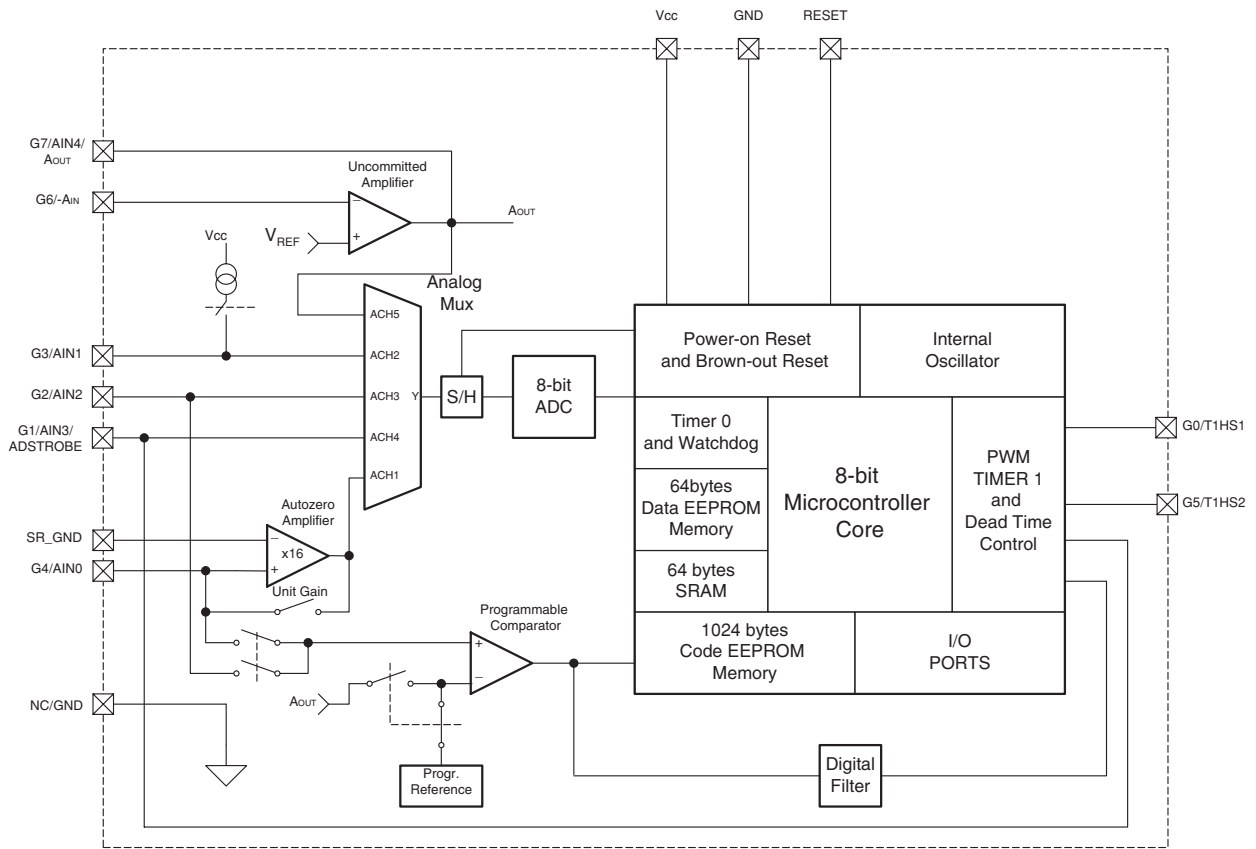 Vcc
GND
RESET
G7/AIN4/
AOUT
Uncommitted
Amplifier
G6/-AIN
−
+
VREF
AOUT
Vcc
Analog
Mux
ACH5
G3/AIN1
ACH2
G2/AIN2
ACH3
Y
G1/AIN3/
ADSTROBE
ACH4
ACH1
S/H
8-bit
ADC
Power-on Reset
and Brown-out Reset
Internal
Oscillator
Timer 0
and Watchdog
64bytes
Data EEPROM
Memory
64 bytes
SRAM
8-bit
Microcontroller
Core
PWM
TIMER 1
and
Dead Time
Control
1024 bytes
Code EEPROM
Memory
I/O
PORTS
G0/T1HS1
G5/T1HS2
Autozero
Amplifier
SR_GND
−
x16
+
G4/AIN0
Unit Gain
Programmable
Comparator
+
−
NC/GND
AOUT
Progr.
Reference
Digital
Filter